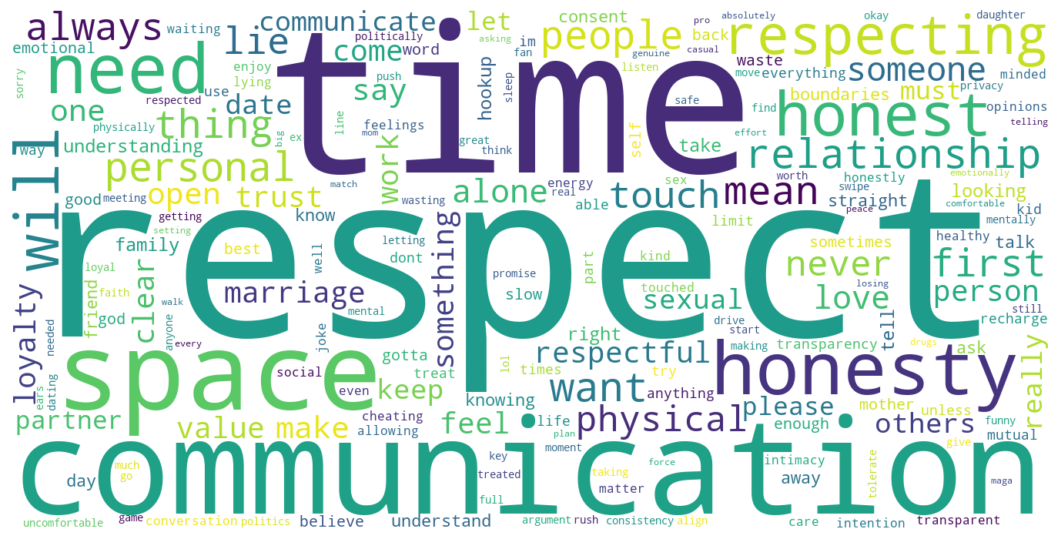 always
emotional
need
lie
communicate
waiting
politically
come
word
enjoy
lying
say
time
let
im
asking
fan
push
hookup
sleep
people
consent
pro
casual
absolutely
back
genuine
listen
waste
move
okay
daughter
respecting
everything
someone
minded
privacy
boundaries
must
opinions
find
telling
sorry
one
use
respected
date
thing
physically
line
mom
feelings
ex
big
way
understanding
personal
work
great
think
safe
self
take
effort
honest
relationship
will
open
trust
match
alone
energy
real
able
sex
touch
mean
worth
honestly
swipe
straight
emotionally
comfortable
looking
mentally
kid
good
meeting
getting
setting
know
wasting
limit
peace
respect
family
best
letting
dont
well
something
loyal
faith
friend
clear
walk
marriage
mental
promise
slow
kind
part
touched
sexual
sometimes
never
losing
love
healthy
talk
first
person
still
drive
start
loyalty
needed
god
anyone
every
joke
right
tell
recharge
space
gotta
treat
social
even
keep
lol
times
respectful
making
try
transparency
drugs
ask
honesty
really
ears
dating
partner
value
make
cheating
allowing
feel
knowing
want
life
plan
anything
physical
please
enough
mother
unless
others
funny
give
mutual
communication
day
much
go
key
moment
treated
full
taking
force
matter
intimacy
away
tolerate
maga
uncomfortable
game
conversation
politics
believe
understand
argument
rush
consistency
align
care
intention
transparent